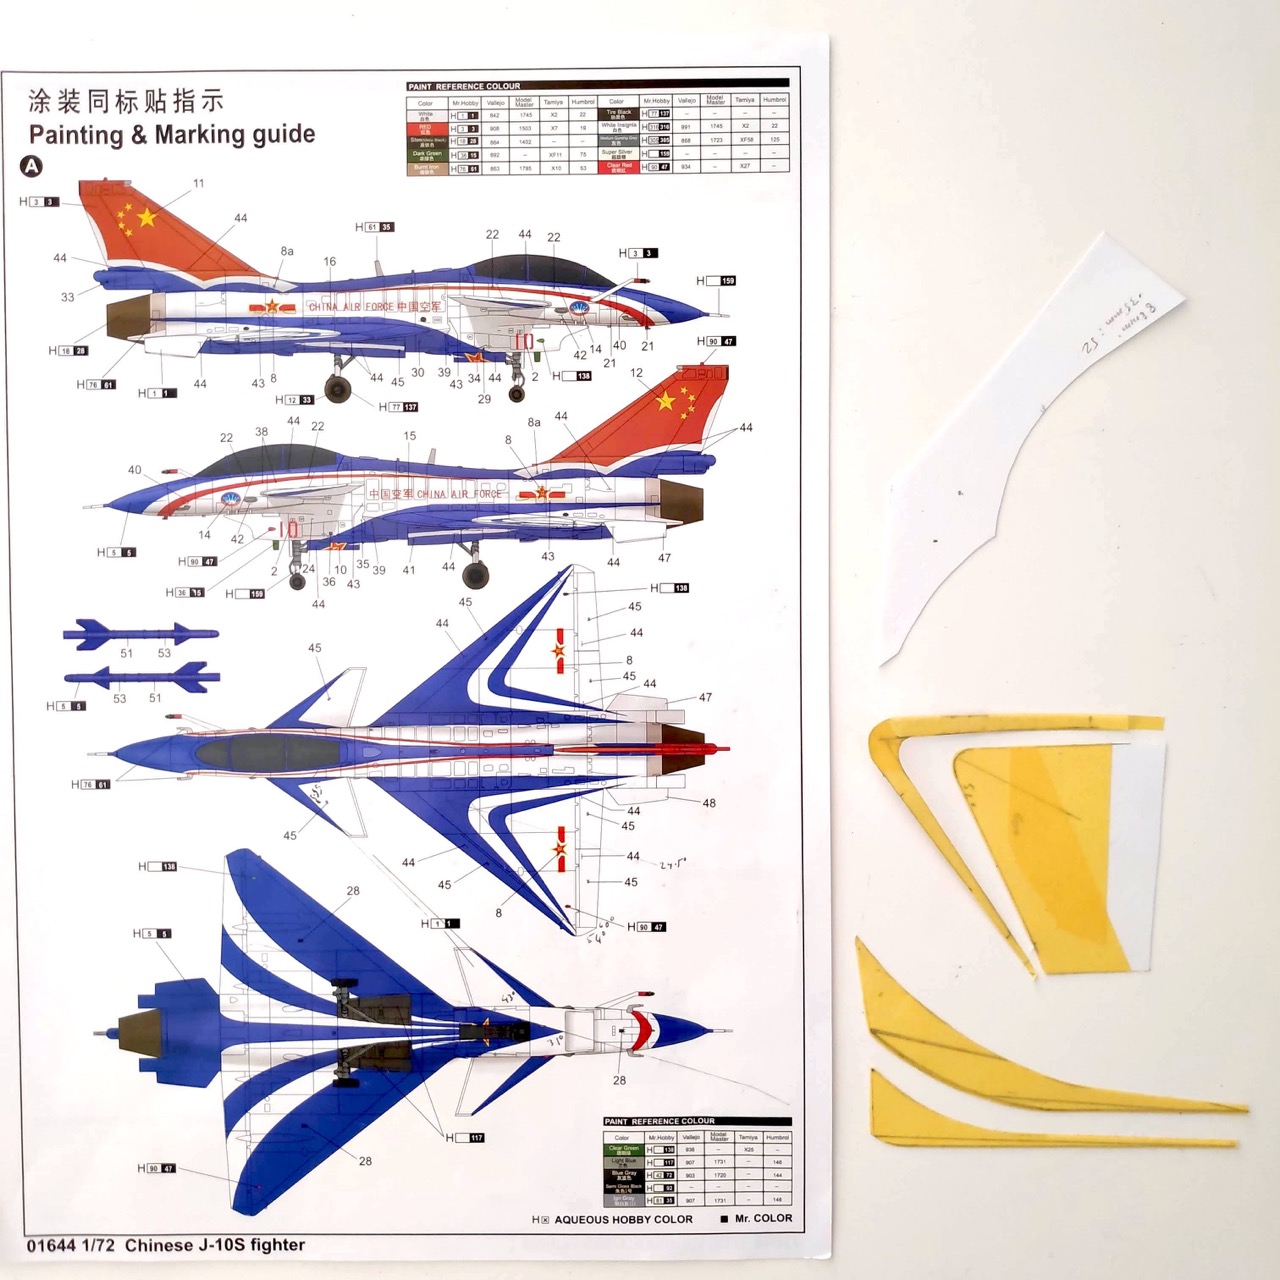 涂装同标贴指示
Painting & Marking guide
A
PAINT REFERENCE COLOUR
Color Mr.Hobby Vallejo Model Master Tamiya Humbrol Color Mr.Hobby Vallejo Model Master Tamiya Humbrol
White 白色 H 1 1 842 1745 X2 22 Tire Black H 77 137
RED 红色 H 3 3 908 1503 X7 19 White Insignia 白色 H 316 316 991 1745 X2 22
H 18 28 864 1402 – – H 305 305 868 1723 XF58 125
Dark Green H 36 15 892 – XF11 75 Super Silver H 159 – – – –
Burnt Iron H 76 61 863 1795 X10 53 Clear Red H 90 47 934 – X27
H 3 3
11
44
H 61 35
22 44 22
H 3 3
8a
16
44
H 159
33
CHINA AIR FORCE 中国空军
10
H 18 28
42 14 40 21
21
H 90 47
H 76 61
H 1 1
44
43
8
44
45
30
39
43
34
44
29
2
H 138
H 12 33
H 77 137
12
44
44
38
22
22
15
8
8a
44
40
中国空军 CHINA AIR FORCE
10
14
42
H 5 5
H 90 47
H 36 15
H 159
2
24
44
36
10
43
35
39
41
44
43
44
47
H 138
45
44
45
45
44
8
45
44
47
51 53
53 51
H 5 5
H 76 61
48
44
45
45
44
45
44
24.5°
45
8
H 90 47
H 138
28
H 1 1
H 5 5
43°
31°
28
H 117
28
H 90 47
PAINT REFERENCE COLOUR
Color Mr.Hobby Vallejo Model Master Tamiya Humbrol
Clear Green H 138 936 – X25 –
Light Blue H 117 907 1731 – 146
Blue Gray H 42 72 903 1720 – 144
Semi Gloss Black H 92 – – – –
H 61 35 907 1731 – 146
H AQUEOUS HOBBY COLOR ■ Mr. COLOR
01644 1/72 Chinese J-10S fighter